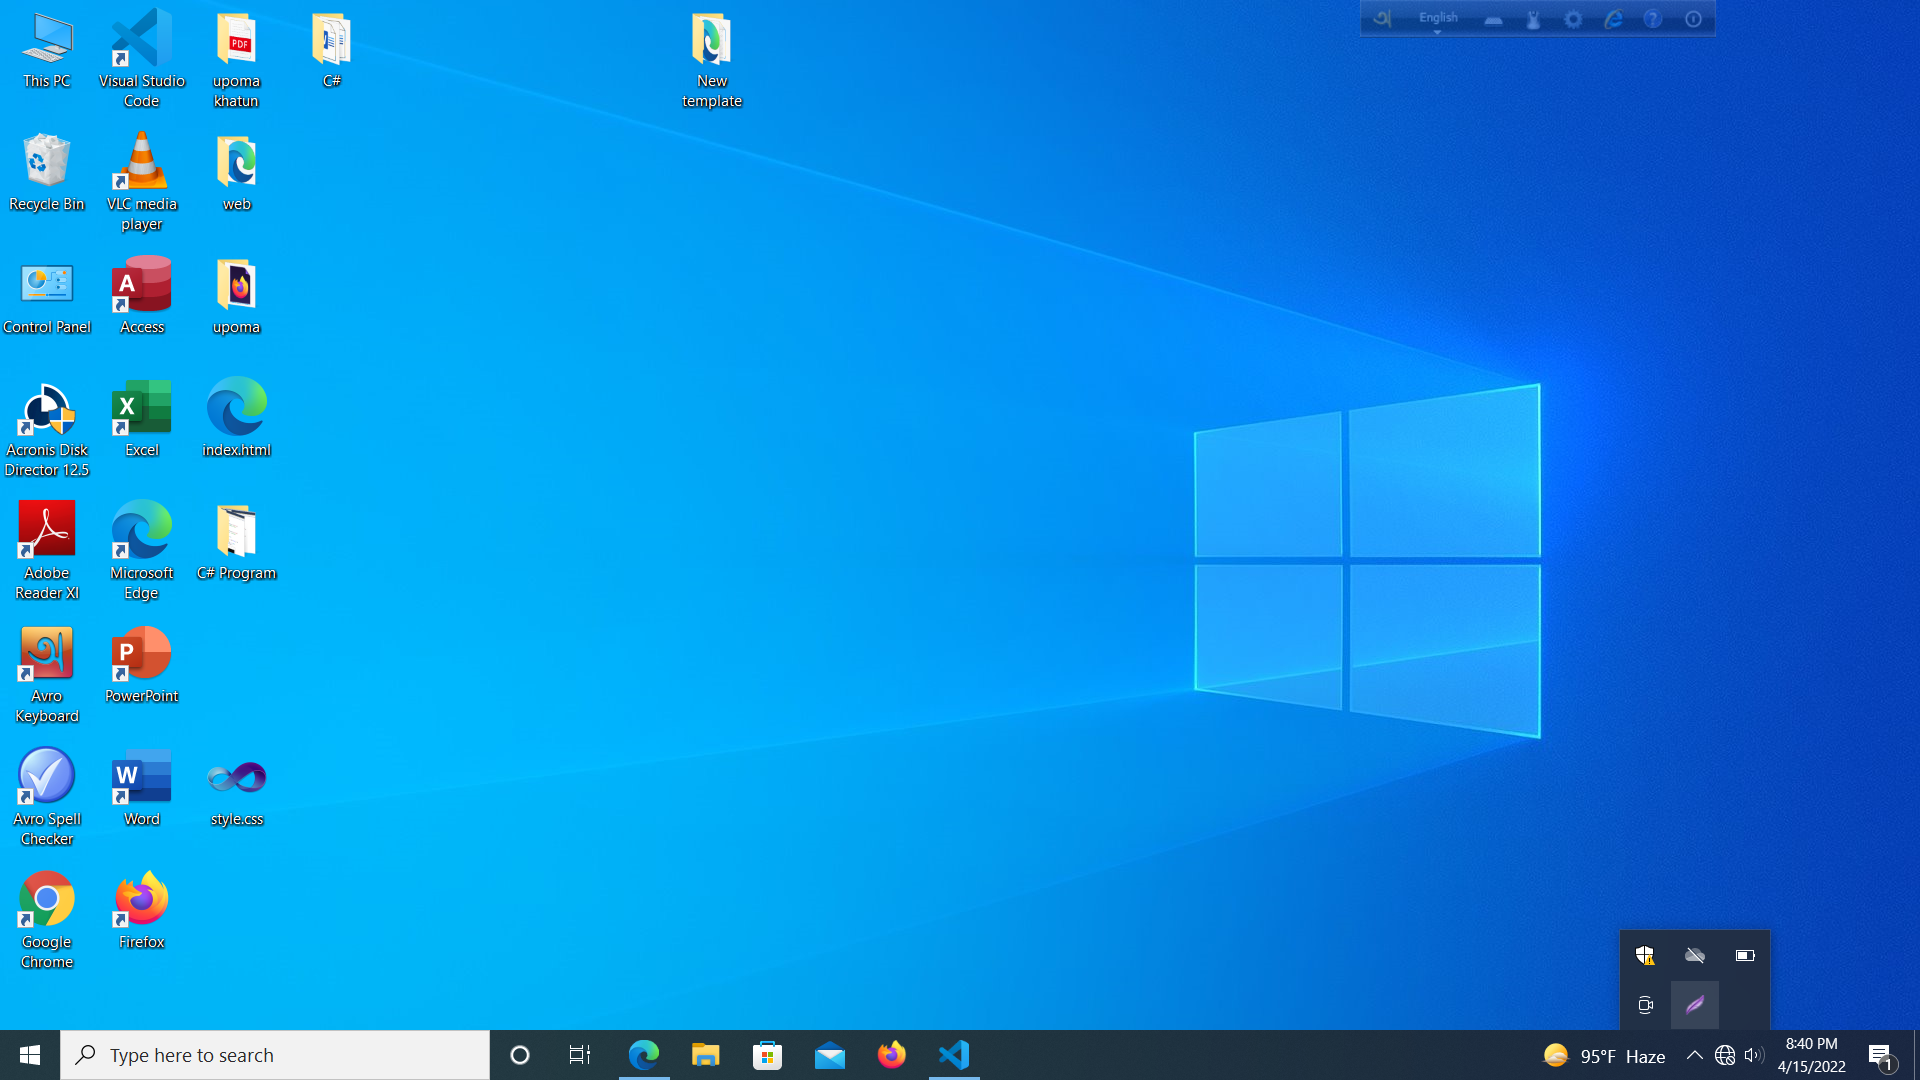 This PC
Visual Studio
Code
upoma
khatun
C#
New
template
অ English
Recycle Bin
VLC media
player
web
Control Panel
Access
upoma
Acronis Disk
Director 12.5
Excel
index.html
Adobe
Reader XI
Microsoft
Edge
C# Program
Avro
Keyboard
PowerPoint
Avro Spell
Checker
Word
style.css
Google
Chrome
Firefox
Type here to search
95°F Haze
8:40 PM
4/15/2022
1